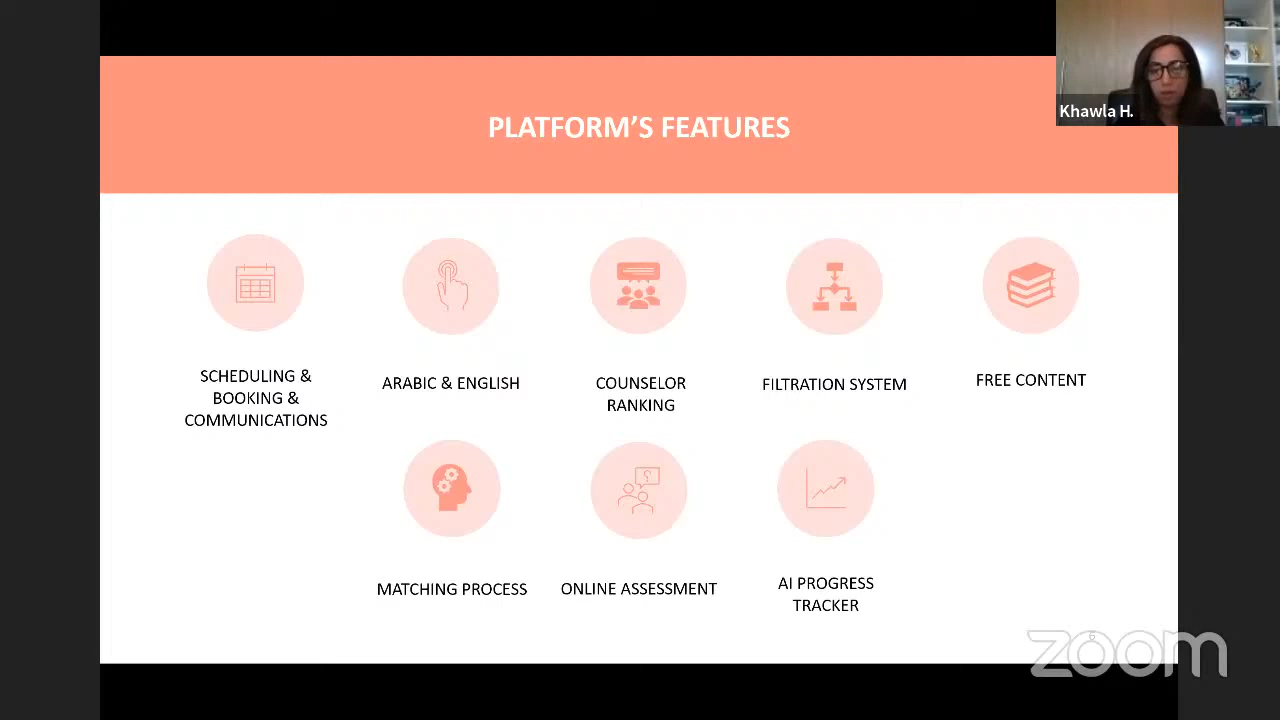 Khawla H.
PLATFORM’S FEATURES
SCHEDULING &
BOOKING &
COMMUNICATIONS
ARABIC & ENGLISH
COUNSELOR
RANKING
FILTRATION SYSTEM
FREE CONTENT
MATCHING PROCESS
ONLINE ASSESSMENT
AI PROGRESS
TRACKER
zoom